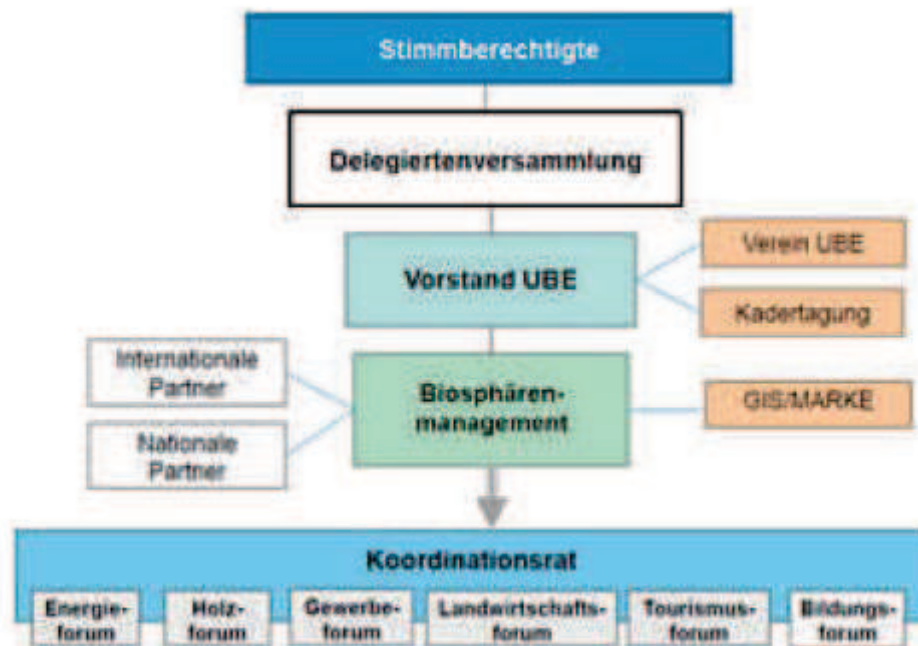 Stimmberechtigte
Delegiertenversammlung
Vorstand UBE
Verein UBE
Kadertagung
Internationale
Partner
Nationale
Partner
Biosphären-
management
GIS/MARKE
Koordinationsrat
Energie-
forum
Holz-
forum
Gewerbe-
forum
Landwirtschafts-
forum
Tourismus-
forum
Bildungs-
forum